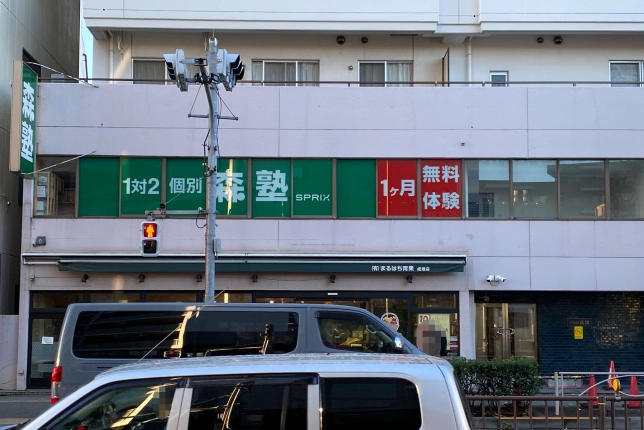 森塾
1対2 個別 森塾 SPRIX 1ヶ月 無料体験
(有)まるはち青果